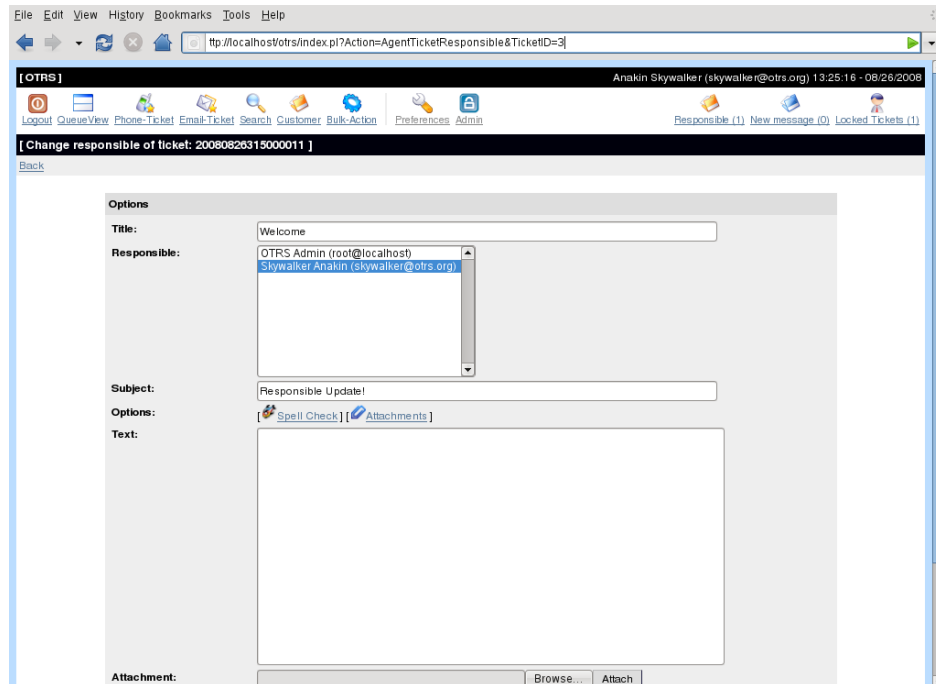 File Edit View History Bookmarks Tools Help
ttp://localhost/otrs/index.pl?Action=AgentTicketResponsible&TicketID=3
[ OTRS ] Anakin Skywalker (skywalker@otrs.org) 13:25:16 - 08/26/2008
Logout QueueView Phone-Ticket Email-Ticket Search Customer Bulk-Action Preferences Admin Responsible (1) New message (0) Locked Tickets (1)
[ Change responsible of ticket: 20080826315000011 ]
Back
Options
Title: Welcome
Responsible: OTRS Admin (root@localhost)
Skywalker Anakin (skywalker@otrs.org)
Subject: Responsible Update!
Options: [ Spell Check ] [ Attachments ]
Text:
Attachment: Browse... Attach